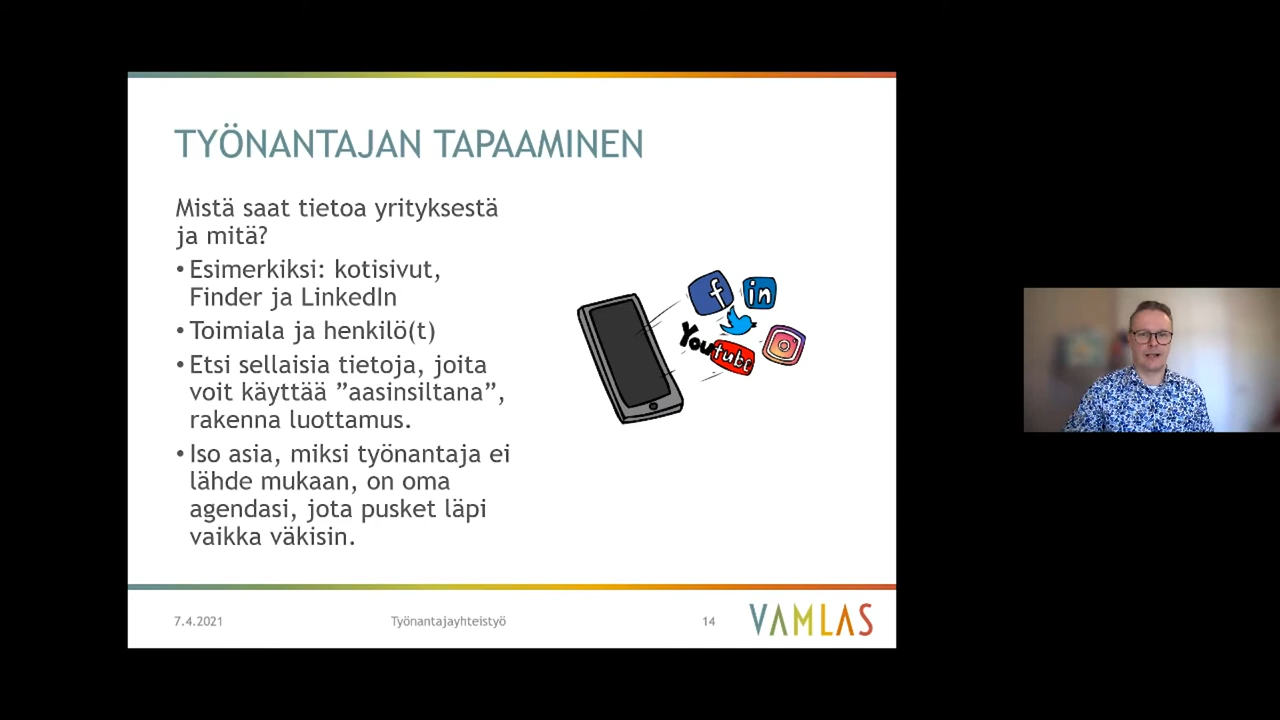 TYÖNANTAJAN TAPAAMINEN
Mistä saat tietoa yrityksestä
ja mitä?
• Esimerkiksi: kotisivut,
Finder ja LinkedIn
• Toimiala ja henkilö(t)
• Etsi sellaisia tietoja, joita
voit käyttää ”aasinsiltana”,
rakenna luottamus.
• Iso asia, miksi työnantaja ei
lähde mukaan, on oma
agendasi, jota pusket läpi
vaikka väkisin.
f
in
YouTube
7.4.2021
Työnantajayhteistyö
14
VAMLAS